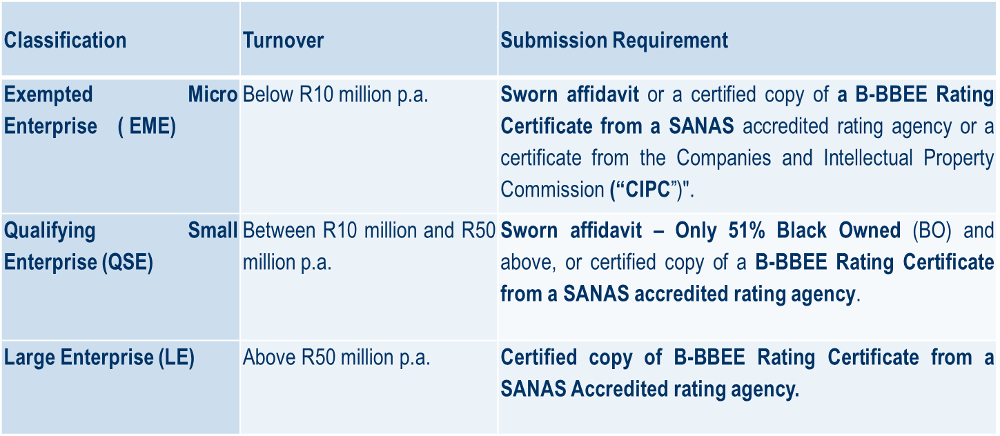 Classification Turnover Submission Requirement
Exempted Micro Enterprise ( EME)
Below R10 million p.a.
Sworn affidavit or a certified copy of a B-BBEE Rating
Certificate from a SANAS accredited rating agency or a
certificate from the Companies and Intellectual Property
Commission (“CIPC”)".
Qualifying Small
Enterprise (QSE)
Between R10 million and R50
million p.a.
Sworn affidavit – Only 51% Black Owned (BO) and
above, or certified copy of a B-BBEE Rating Certificate
from a SANAS accredited rating agency.
Large Enterprise (LE)
Above R50 million p.a.
Certified copy of B-BBEE Rating Certificate from a
SANAS Accredited rating agency.